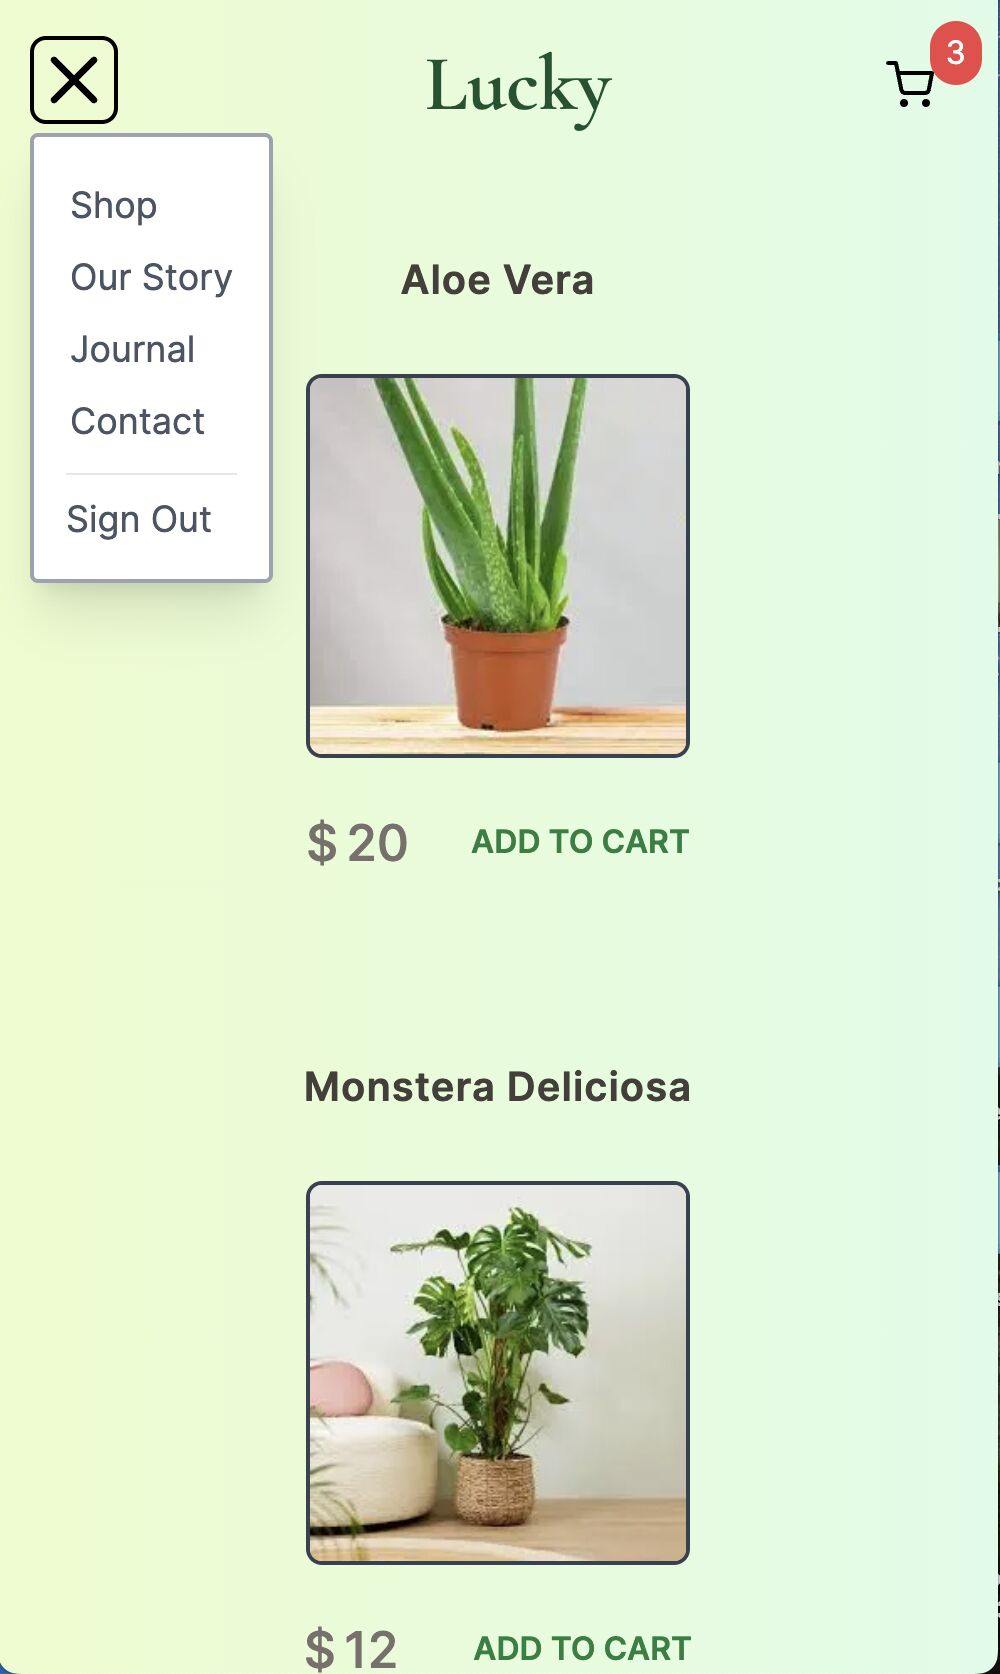 Lucky
3
Shop
Our Story
Journal
Contact
Sign Out
Aloe Vera
$ 20 ADD TO CART
Monstera Deliciosa
$ 12 ADD TO CART